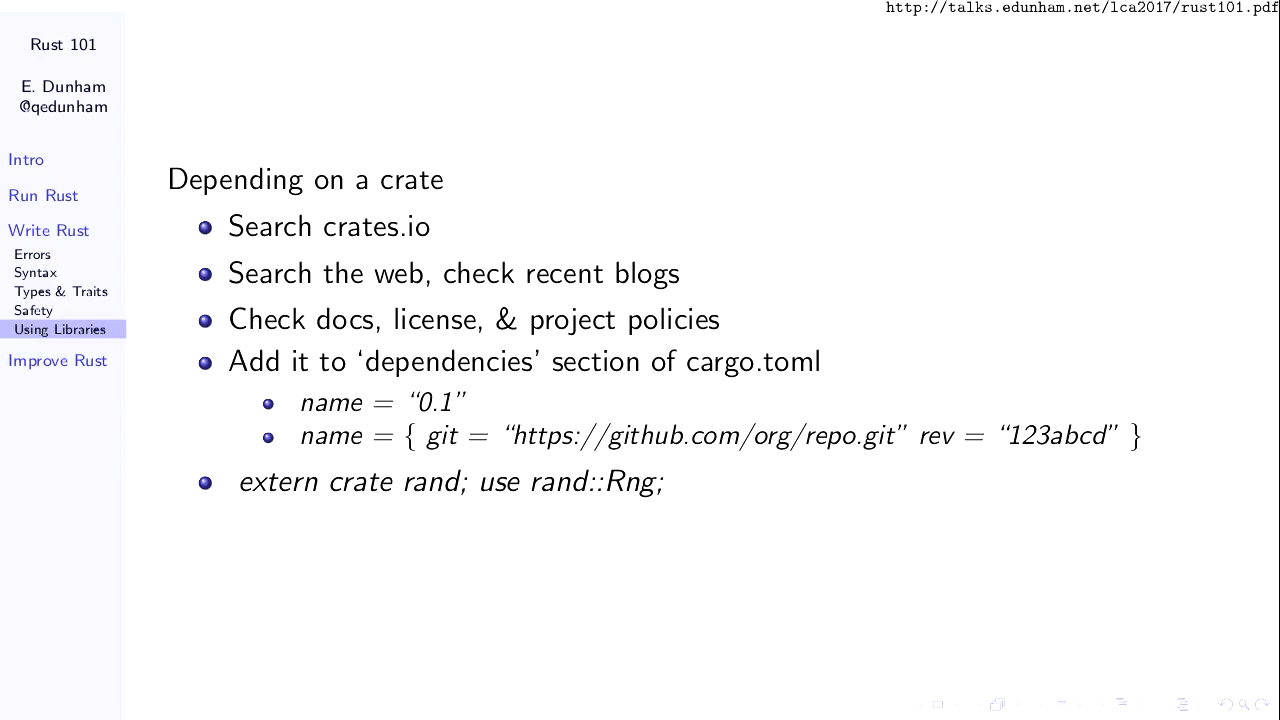 http://talks.edunham.net/lca2017/rust101.pdf
Rust 101
E. Dunham
@qedunham
Intro
Run Rust
Write Rust
Errors
Syntax
Types & Traits
Safety
Using Libraries
Improve Rust
Depending on a crate
Search crates.io
Search the web, check recent blogs
Check docs, license, & project policies
Add it to ‘dependencies’ section of cargo.toml
name = “0.1”
name = { git = “https://github.com/org/repo.git” rev = “123abcd” }
extern crate rand; use rand::Rng;